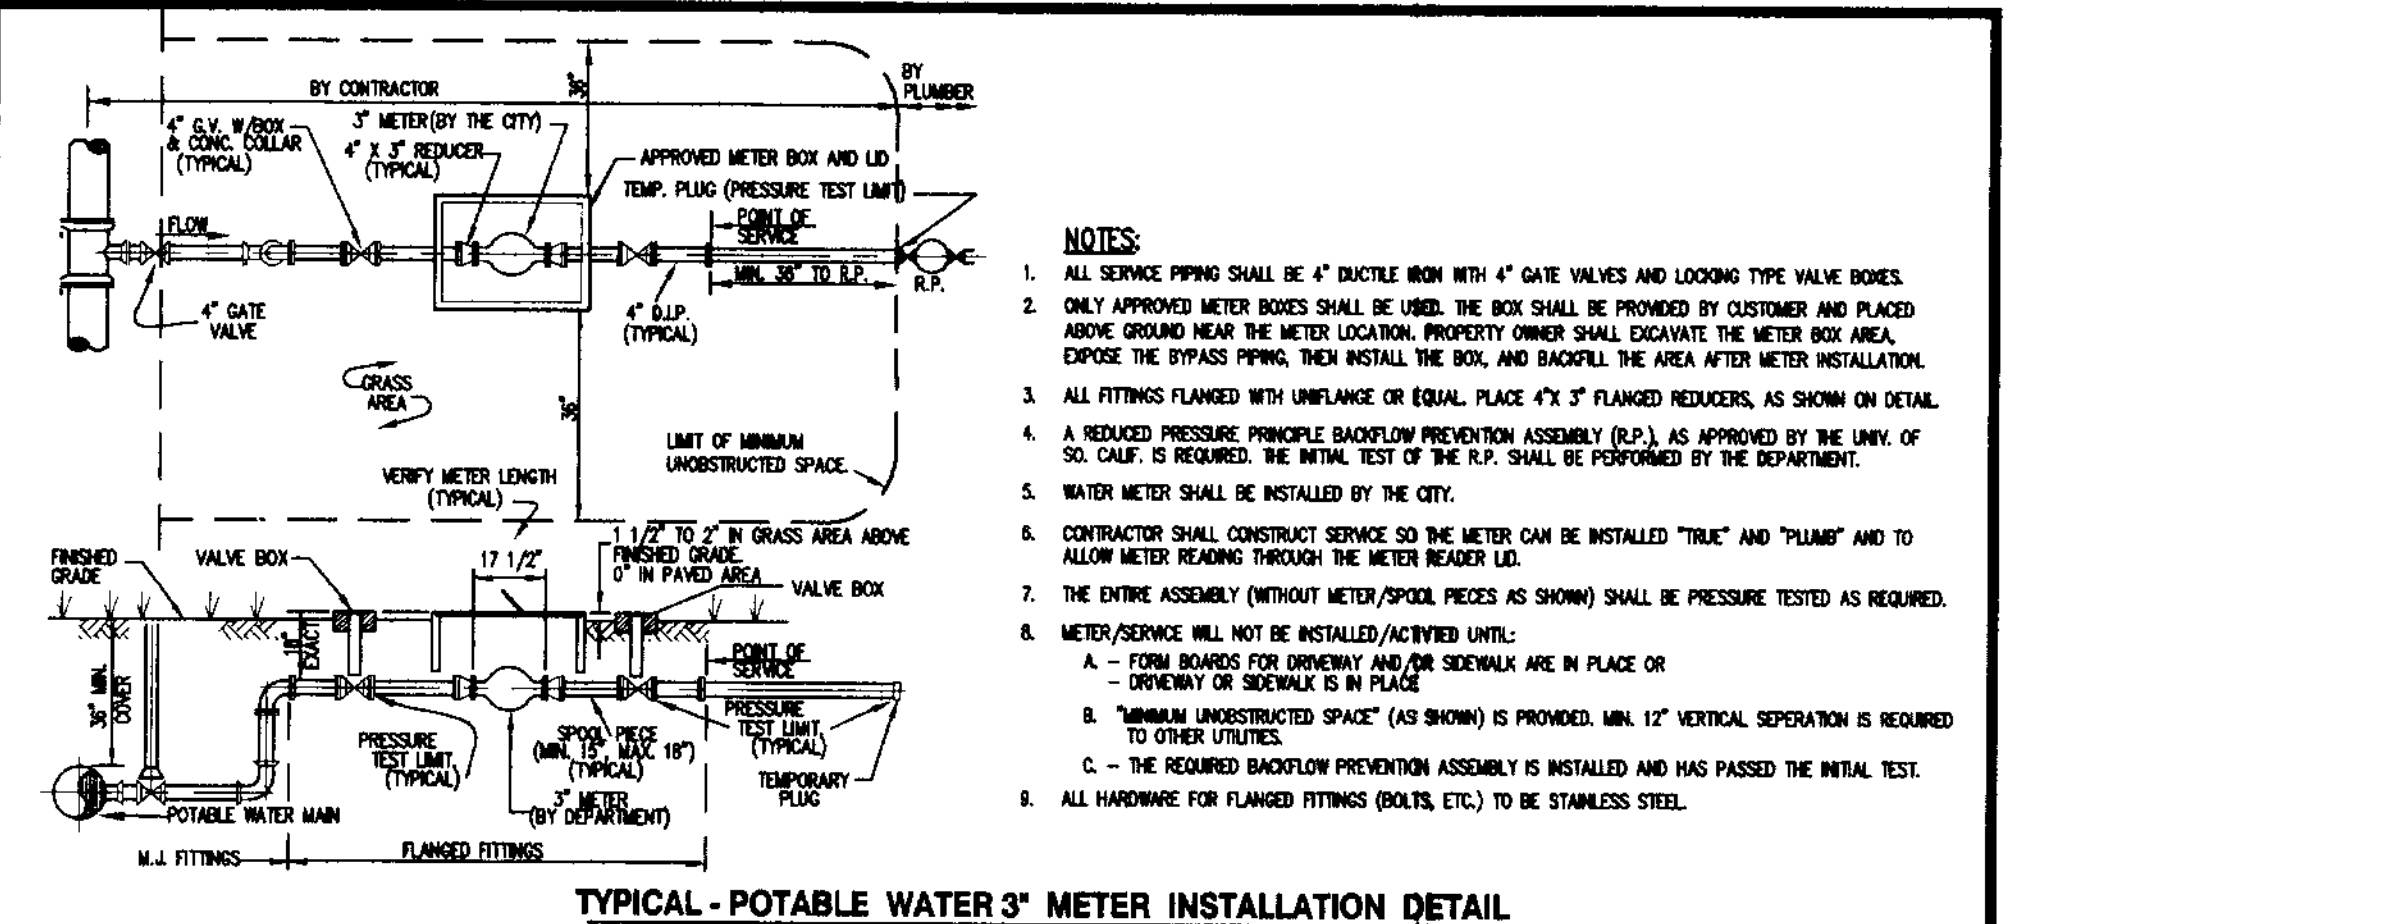 BY CONTRACTOR
BY
PLUMBER
36"
4" G.V. W/BOX
& CONC. COLLAR
(TYPICAL)
3" METER(BY THE CITY)
4" X 3" REDUCER
(TYPICAL)
APPROVED METER BOX AND LID
TEMP. PLUG (PRESSURE TEST LIMIT)
POINT OF
SERVICE
FLOW
MIN. 36" TO R.P.
R.P.
4" GATE
VALVE
4" D.I.P.
(TYPICAL)
GRASS
AREA
36"
LIMIT OF MINIMUM
UNOBSTRUCTED SPACE.
VERIFY METER LENGTH
(TYPICAL)
1 1/2" TO 2" IN GRASS AREA ABOVE
FINISHED GRADE.
0" IN PAVED AREA
FINISHED
GRADE
VALVE BOX
17 1/2"
VALVE BOX
18"
EXACT
36" MIN.
COVER
POINT OF
SERVICE
PRESSURE
TEST LIMIT.
(TYPICAL)
SPOOL PIECE
(MIN. 15", MAX. 18")
(TYPICAL)
PRESSURE
TEST LIMIT.
(TYPICAL)
TEMPORARY
PLUG
3" METER
(BY DEPARTMENT)
POTABLE WATER MAIN
M.J. FITTINGS
FLANGED FITTINGS
NOTES:
1. ALL SERVICE PIPING SHALL BE 4" DUCTILE IRON WITH 4" GATE VALVES AND LOCKING TYPE VALVE BOXES.
2. ONLY APPROVED METER BOXES SHALL BE USED. THE BOX SHALL BE PROVIDED BY CUSTOMER AND PLACED
ABOVE GROUND NEAR THE METER LOCATION. PROPERTY OWNER SHALL EXCAVATE THE METER BOX AREA,
EXPOSE THE BYPASS PIPING, THEN INSTALL THE BOX, AND BACKFILL THE AREA AFTER METER INSTALLATION.
3. ALL FITTINGS FLANGED WITH UNIFLANGE OR EQUAL. PLACE 4"X 3" FLANGED REDUCERS, AS SHOWN ON DETAIL.
4. A REDUCED PRESSURE PRINCIPLE BACKFLOW PREVENTION ASSEMBLY (R.P.), AS APPROVED BY THE UNIV. OF
SO. CALIF. IS REQUIRED. THE INITIAL TEST OF THE R.P. SHALL BE PERFORMED BY THE DEPARTMENT.
5. WATER METER SHALL BE INSTALLED BY THE CITY.
6. CONTRACTOR SHALL CONSTRUCT SERVICE SO THE METER CAN BE INSTALLED "TRUE" AND "PLUMB" AND TO
ALLOW METER READING THROUGH THE METER READER LID.
7. THE ENTIRE ASSEMBLY (WITHOUT METER/SPOOL PIECES AS SHOWN) SHALL BE PRESSURE TESTED AS REQUIRED.
8. METER/SERVICE WILL NOT BE INSTALLED/ACTIVTED UNTIL:
A. – FORM BOARDS FOR DRIVEWAY AND/OR SIDEWALK ARE IN PLACE OR
– DRIVEWAY OR SIDEWALK IS IN PLACE
B. "MINIMUM UNOBSTRUCTED SPACE" (AS SHOWN) IS PROVIDED. MIN. 12" VERTICAL SEPERATION IS REQUIRED
TO OTHER UTILITIES.
C. – THE REQUIRED BACKFLOW PREVENTION ASSEMBLY IS INSTALLED AND HAS PASSED THE INITIAL TEST.
9. ALL HARDWARE FOR FLANGED FITTINGS (BOLTS, ETC.) TO BE STAINLESS STEEL.
TYPICAL - POTABLE WATER 3" METER INSTALLATION DETAIL